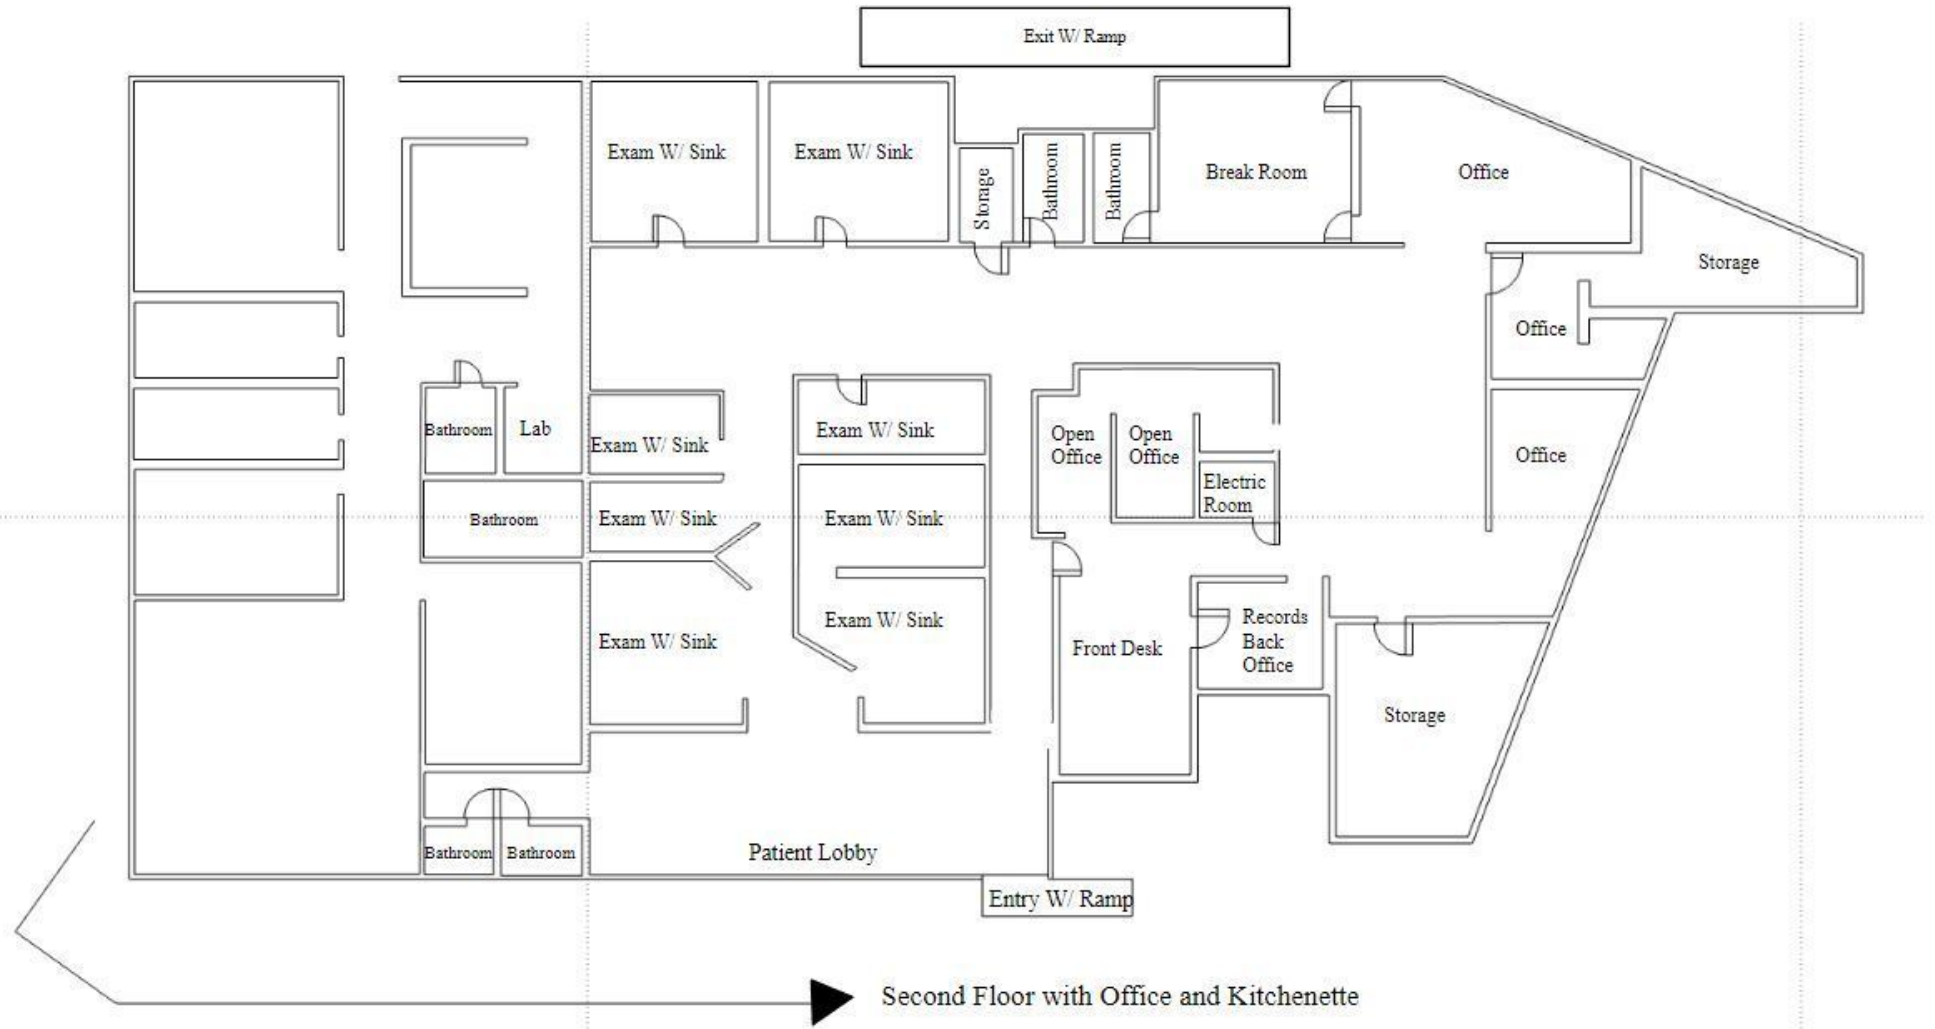 Exit W/ Ramp
Exam W/ Sink
Exam W/ Sink
Storage
Bathroom
Bathroom
Break Room
Office
Storage
Office
Bathroom
Lab
Exam W/ Sink
Exam W/ Sink
Open
Office
Open
Office
Office
Electric
Room
Bathroom
Exam W/ Sink
Exam W/ Sink
Exam W/ Sink
Exam W/ Sink
Front Desk
Records
Back
Office
Storage
Bathroom
Bathroom
Patient Lobby
Entry W/ Ramp
Second Floor with Office and Kitchenette